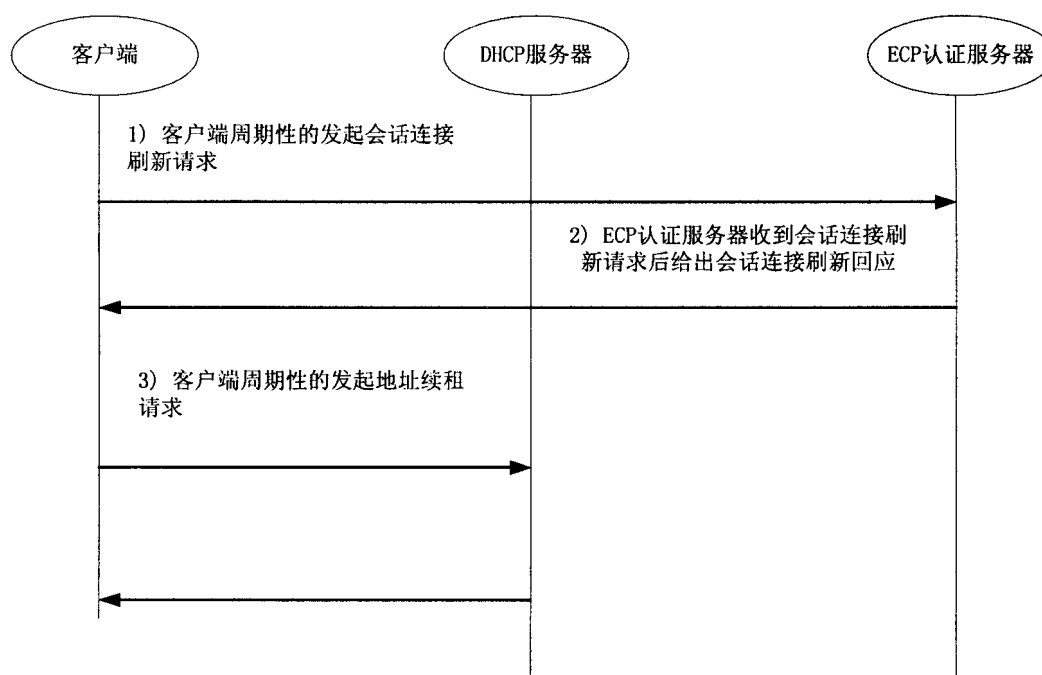 客户端
DHCP服务器
ECP认证服务器
1) 客户端周期性的发起会话连接
刷新请求
2) ECP认证服务器收到会话连接刷
新请求后给出会话连接刷新回应
3) 客户端周期性的发起地址续租
请求